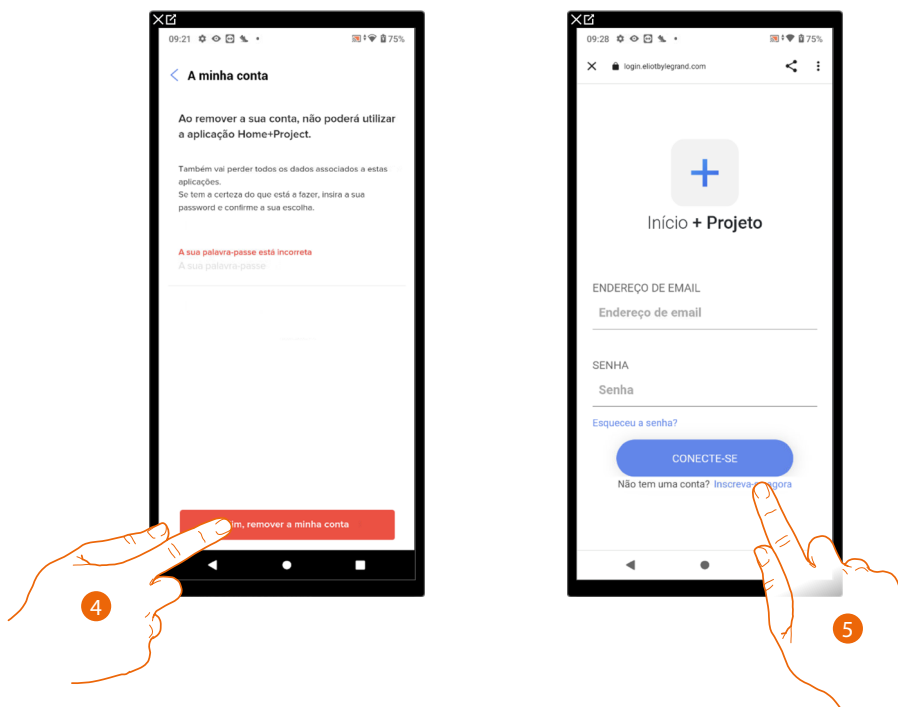 09:21
75%
A minha conta
Ao remover a sua conta, não poderá utilizar
a aplicação Home+Project.
Também vai perder todos os dados associados a estas
aplicações.
Se tem a certeza do que está a fazer, insira a sua
password e confirme a sua escolha.
A sua palavra-passe está incorreta
A sua palavra-passe
im, remover a minha conta
4
09:28
75%
login.eliotbylegrand.com
Início + Projeto
ENDEREÇO DE EMAIL
Endereço de email
SENHA
Senha
Esqueceu a senha?
CONECTE-SE
Não tem uma conta? Inscreva- agora
5